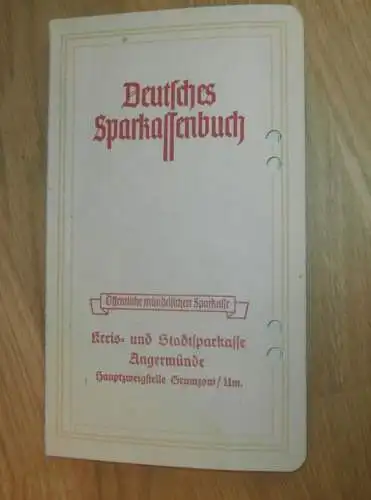 Deutsches
Sparkassenbuch
Öffentliche mündelsichere Sparkasse
Kreis- und Stadtsparkasse
Angermünde
Hauptzweigstelle Gramzow/Um.